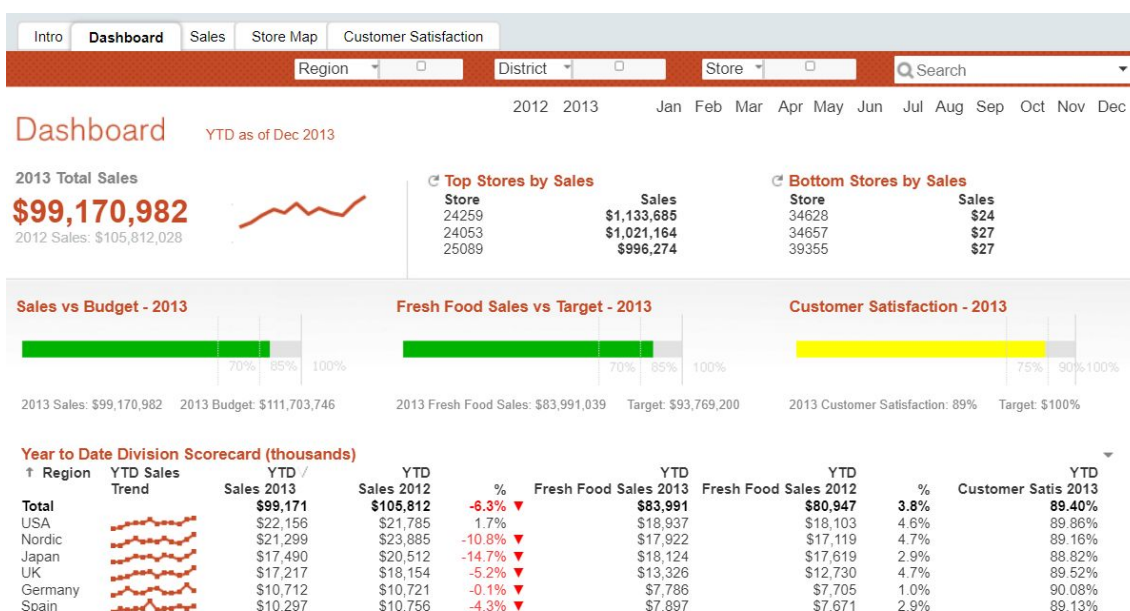 Intro Dashboard Sales Store Map Customer Satisfaction
Region District Store Search
2012 2013 Jan Feb Mar Apr May Jun Jul Aug Sep Oct Nov Dec
Dashboard YTD as of Dec 2013
2013 Total Sales
$99,170,982
2012 Sales: $105,812,028
Top Stores by Sales
Store Sales
24259 $1,133,685
24053 $1,021,164
25089 $996,274
Bottom Stores by Sales
Store Sales
34628 $24
34657 $27
39355 $27
Sales vs Budget - 2013
70% 85% 100%
2013 Sales: $99,170,982 2013 Budget: $111,703,746
Fresh Food Sales vs Target - 2013
70% 85% 100%
2013 Fresh Food Sales: $83,991,039 Target: $93,769,200
Customer Satisfaction - 2013
75% 90% 100%
2013 Customer Satisfaction: 89% Target: $100%
Year to Date Division Scorecard (thousands)
Region YTD Sales YTD / YTD YTD YTD YTD
Trend Sales 2013 Sales 2012 % Fresh Food Sales 2013 Fresh Food Sales 2012 % Customer Satis 2013
Total $99,171 $105,812 -6.3% ▼ $83,991 $80,947 3.8% 89.40%
USA $22,156 $21,785 1.7% $18,937 $18,103 4.6% 89.86%
Nordic $21,299 $23,885 -10.8% ▼ $17,922 $17,119 4.7% 89.16%
Japan $17,490 $20,512 -14.7% ▼ $18,124 $17,619 2.9% 88.82%
UK $17,217 $18,154 -5.2% ▼ $13,326 $12,730 4.7% 89.52%
Germany $10,712 $10,721 -0.1% ▼ $7,786 $7,705 1.0% 90.08%
Spain $10,297 $10,756 -4.3% ▼ $7,897 $7,671 2.9% 89.13%